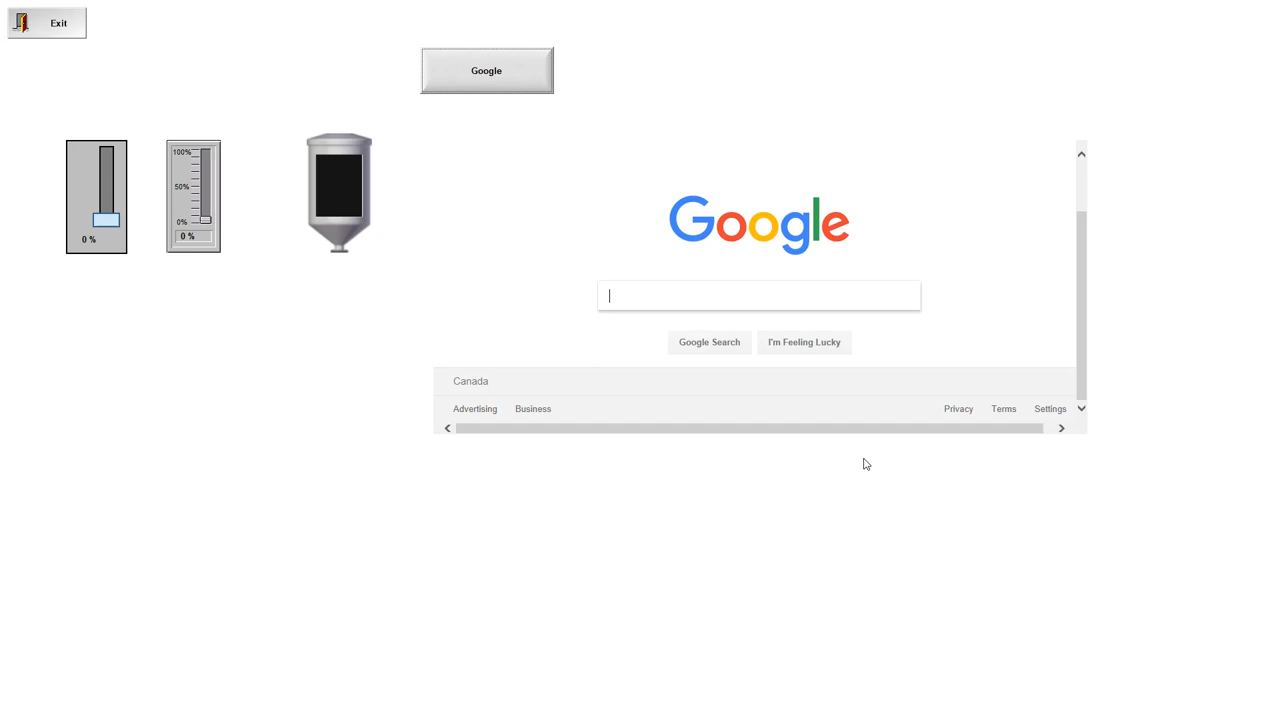 Exit
Google
100%
50%
0%
0 %
0 %
Google
Google Search
I'm Feeling Lucky
Canada
Advertising
Business
Privacy
Terms
Settings